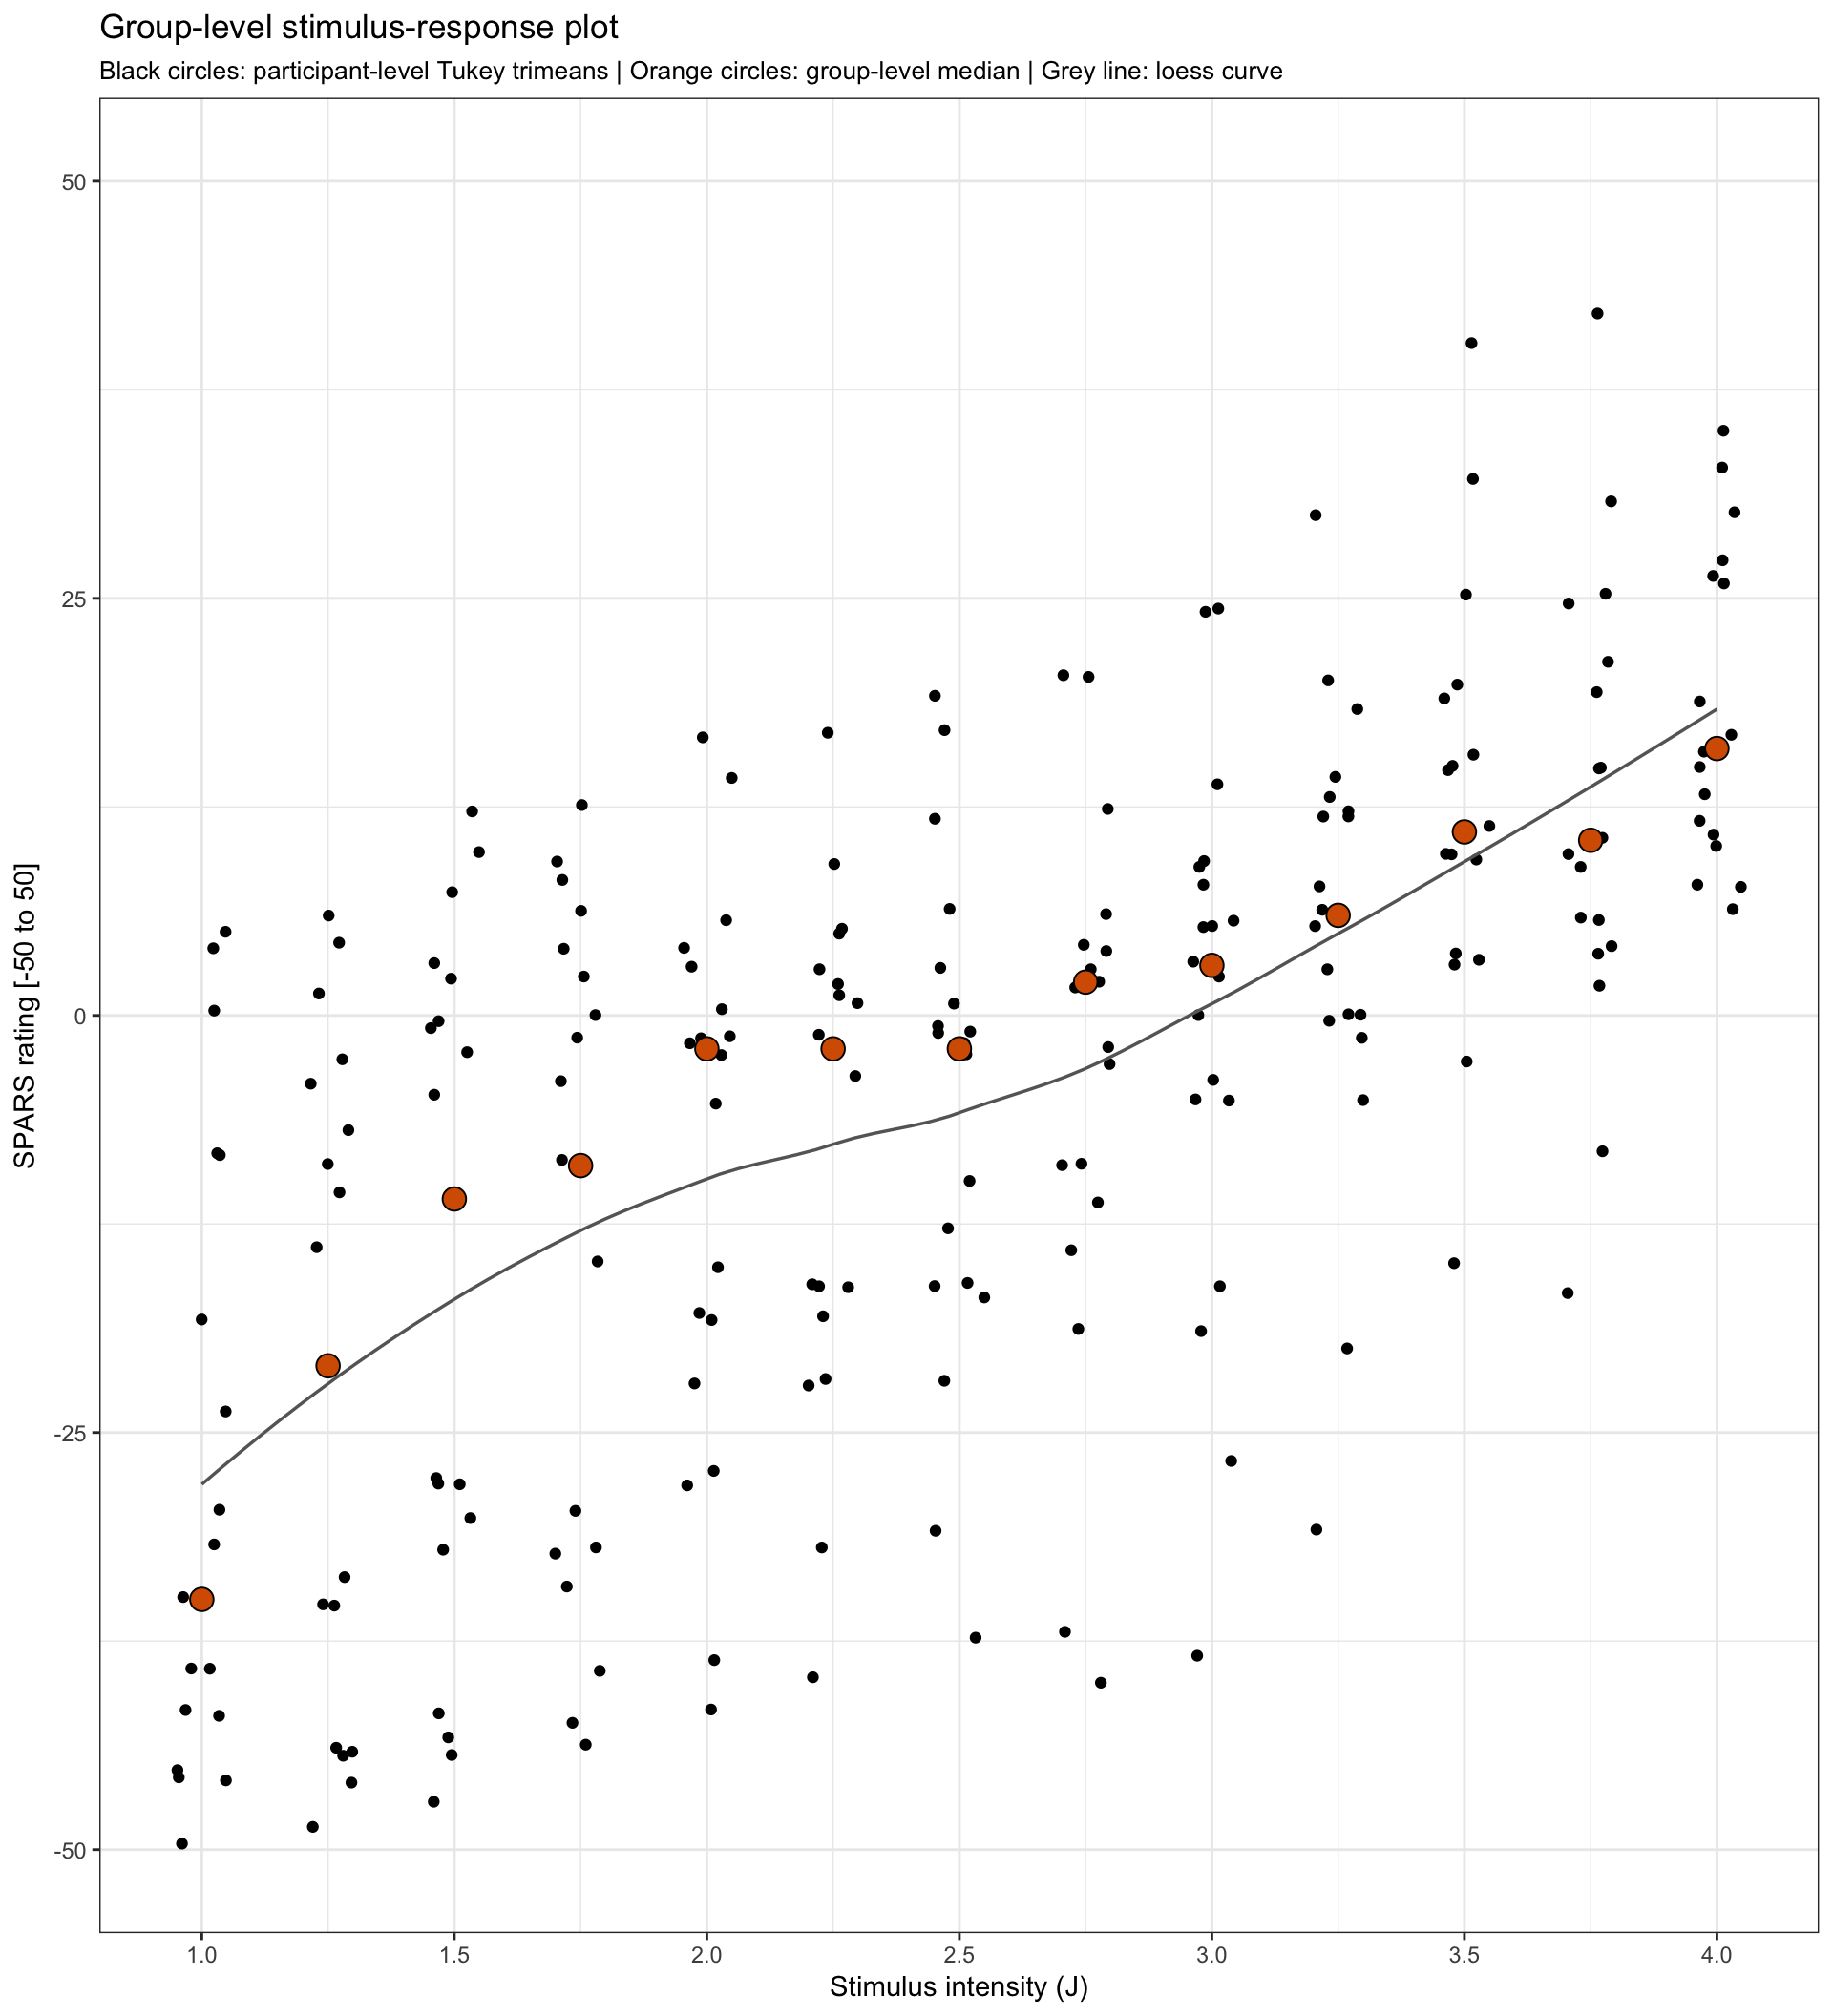 Group-level stimulus-response plot
Black circles: participant-level Tukey trimeans | Orange circles: group-level median | Grey line: loess curve
SPARS rating [-50 to 50]
50
25
0
-25
-50
1.0 1.5 2.0 2.5 3.0 3.5 4.0
Stimulus intensity (J)